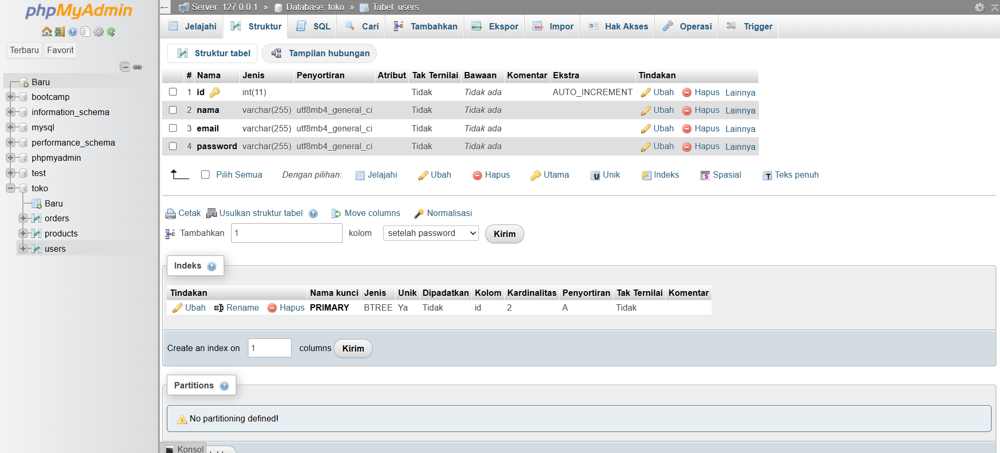 phpMyAdmin
Terbaru Favorit
Baru
bootcamp
information_schema
mysql
performance_schema
phpmyadmin
test
toko
Baru
orders
products
users
Server: 127.0.0.1 » Database: toko » Tabel: users
Jelajahi Struktur SQL Cari Tambahkan Ekspor Impor Hak Akses Operasi Trigger
Struktur tabel Tampilan hubungan
# Nama Jenis Penyortiran Atribut Tak Ternilai Bawaan Komentar Ekstra Tindakan
1 id int(11) Tidak Tidak ada AUTO_INCREMENT Ubah Hapus Lainnya
2 nama varchar(255) utf8mb4_general_ci Tidak Tidak ada Ubah Hapus Lainnya
3 email varchar(255) utf8mb4_general_ci Tidak Tidak ada Ubah Hapus Lainnya
4 password varchar(255) utf8mb4_general_ci Tidak Tidak ada Ubah Hapus Lainnya
Pilih Semua Dengan pilihan: Jelajahi Ubah Hapus Utama Unik Indeks Spasial Teks penuh
Cetak Usulkan struktur tabel Move columns Normalisasi
Tambahkan 1 kolom setelah password Kirim
Indeks
Tindakan Nama kunci Jenis Unik Dipadatkan Kolom Kardinalitas Penyortiran Tak Ternilai Komentar
Ubah Rename Hapus PRIMARY BTREE Ya Tidak id 2 A Tidak
Create an index on 1 columns Kirim
Partitions
No partitioning defined!
Konsol